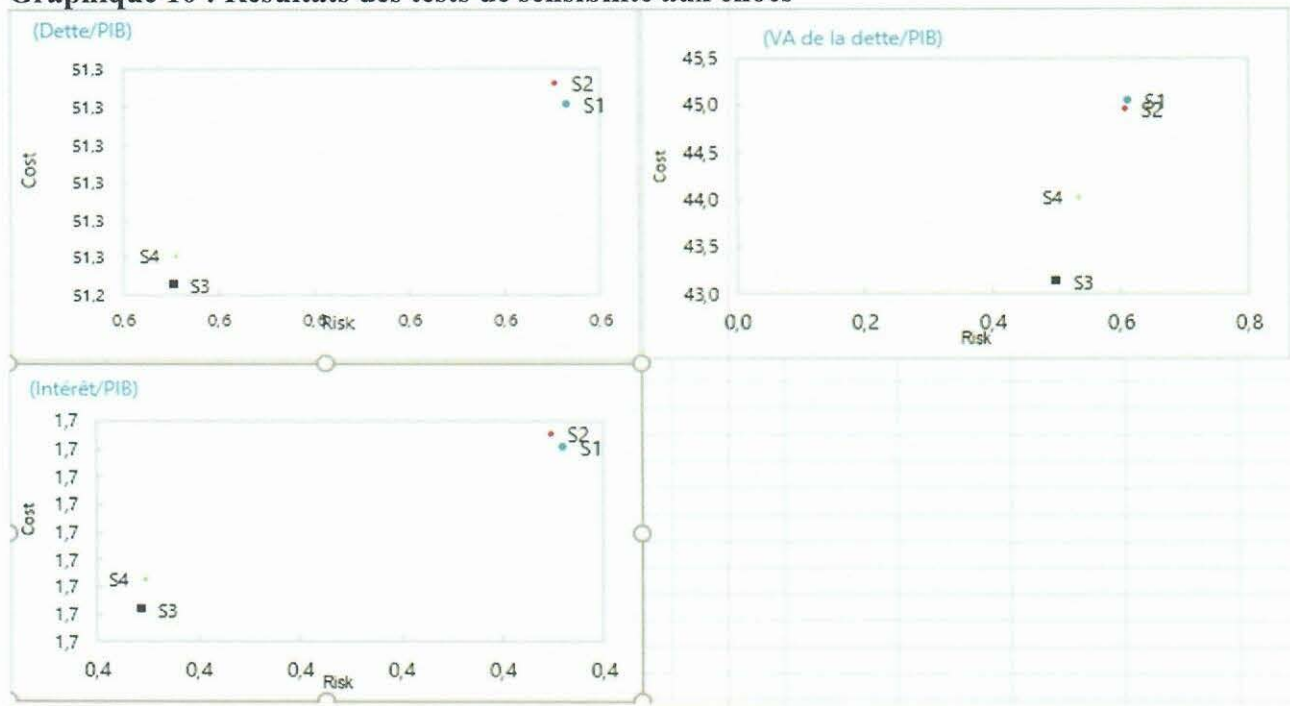 Graphique 10 : Résultats des tests de sensibilité aux chocs
(Dette/PIB)
51,3
51,3
51,3
51,3
51,3
51,3
51,2
Cost
S2
S1
S4
S3
0,6
0,6
0,6
0,6
0,6
0,6
Risk
(VA de la dette/PIB)
45,5
45,0
44,5
44,0
43,5
43,0
Cost
S1
S2
S4
S3
0,0
0,2
0,4
0,6
0,8
Risk
(Intérêt/PIB)
1,7
1,7
1,7
1,7
1,7
1,7
1,7
1,7
1,7
Cost
S2
S1
S4
S3
0,4
0,4
0,4
0,4
0,4
0,4
Risk